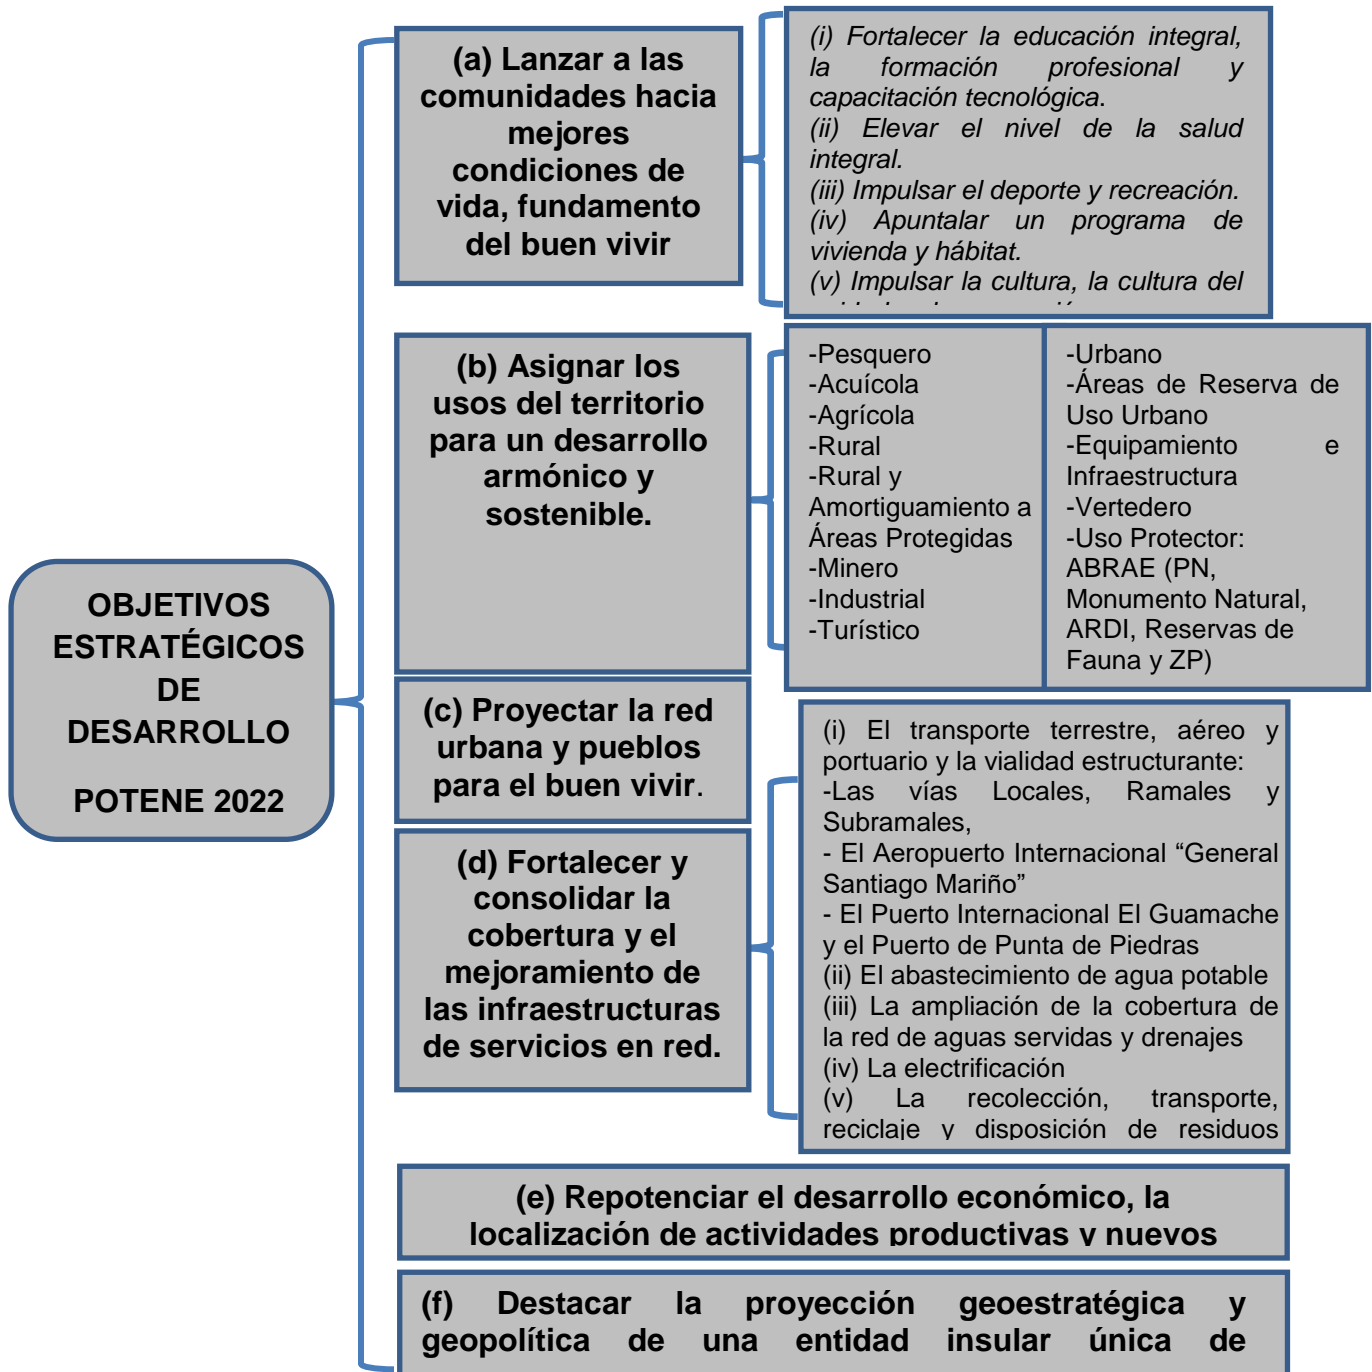 OBJETIVOS
ESTRATÉGICOS
DE
DESARROLLO
POTENE 2022
(a) Lanzar a las
comunidades hacia
mejores
condiciones de
vida, fundamento
del buen vivir
(i) Fortalecer la educación integral,
la formación profesional y
capacitación tecnológica.
(ii) Elevar el nivel de la salud
integral.
(iii) Impulsar el deporte y recreación.
(iv) Apuntalar un programa de
vivienda y hábitat.
(v) Impulsar la cultura, la cultura del
(b) Asignar los
usos del territorio
para un desarrollo
armónico y
sostenible.
-Pesquero
-Acuícola
-Agrícola
-Rural
-Rural y
Amortiguamiento a
Áreas Protegidas
-Minero
-Industrial
-Turístico
-Urbano
-Áreas de Reserva de
Uso Urbano
-Equipamiento e
Infraestructura
-Vertedero
-Uso Protector:
ABRAE (PN,
Monumento Natural,
ARDI, Reservas de
Fauna y ZP)
(c) Proyectar la red
urbana y pueblos
para el buen vivir.
(d) Fortalecer y
consolidar la
cobertura y el
mejoramiento de
las infraestructuras
de servicios en red.
(i) El transporte terrestre, aéreo y
portuario y la vialidad estructurante:
-Las vías Locales, Ramales y
Subramales,
- El Aeropuerto Internacional “General
Santiago Mariño”
- El Puerto Internacional El Guamache
y el Puerto de Punta de Piedras
(ii) El abastecimiento de agua potable
(iii) La ampliación de la cobertura de
la red de aguas servidas y drenajes
(iv) La electrificación
(v) La recolección, transporte,
reciclaje y disposición de residuos
(e) Repotenciar el desarrollo económico, la
localización de actividades productivas y nuevos
(f) Destacar la proyección geoestratégica y
geopolítica de una entidad insular única de